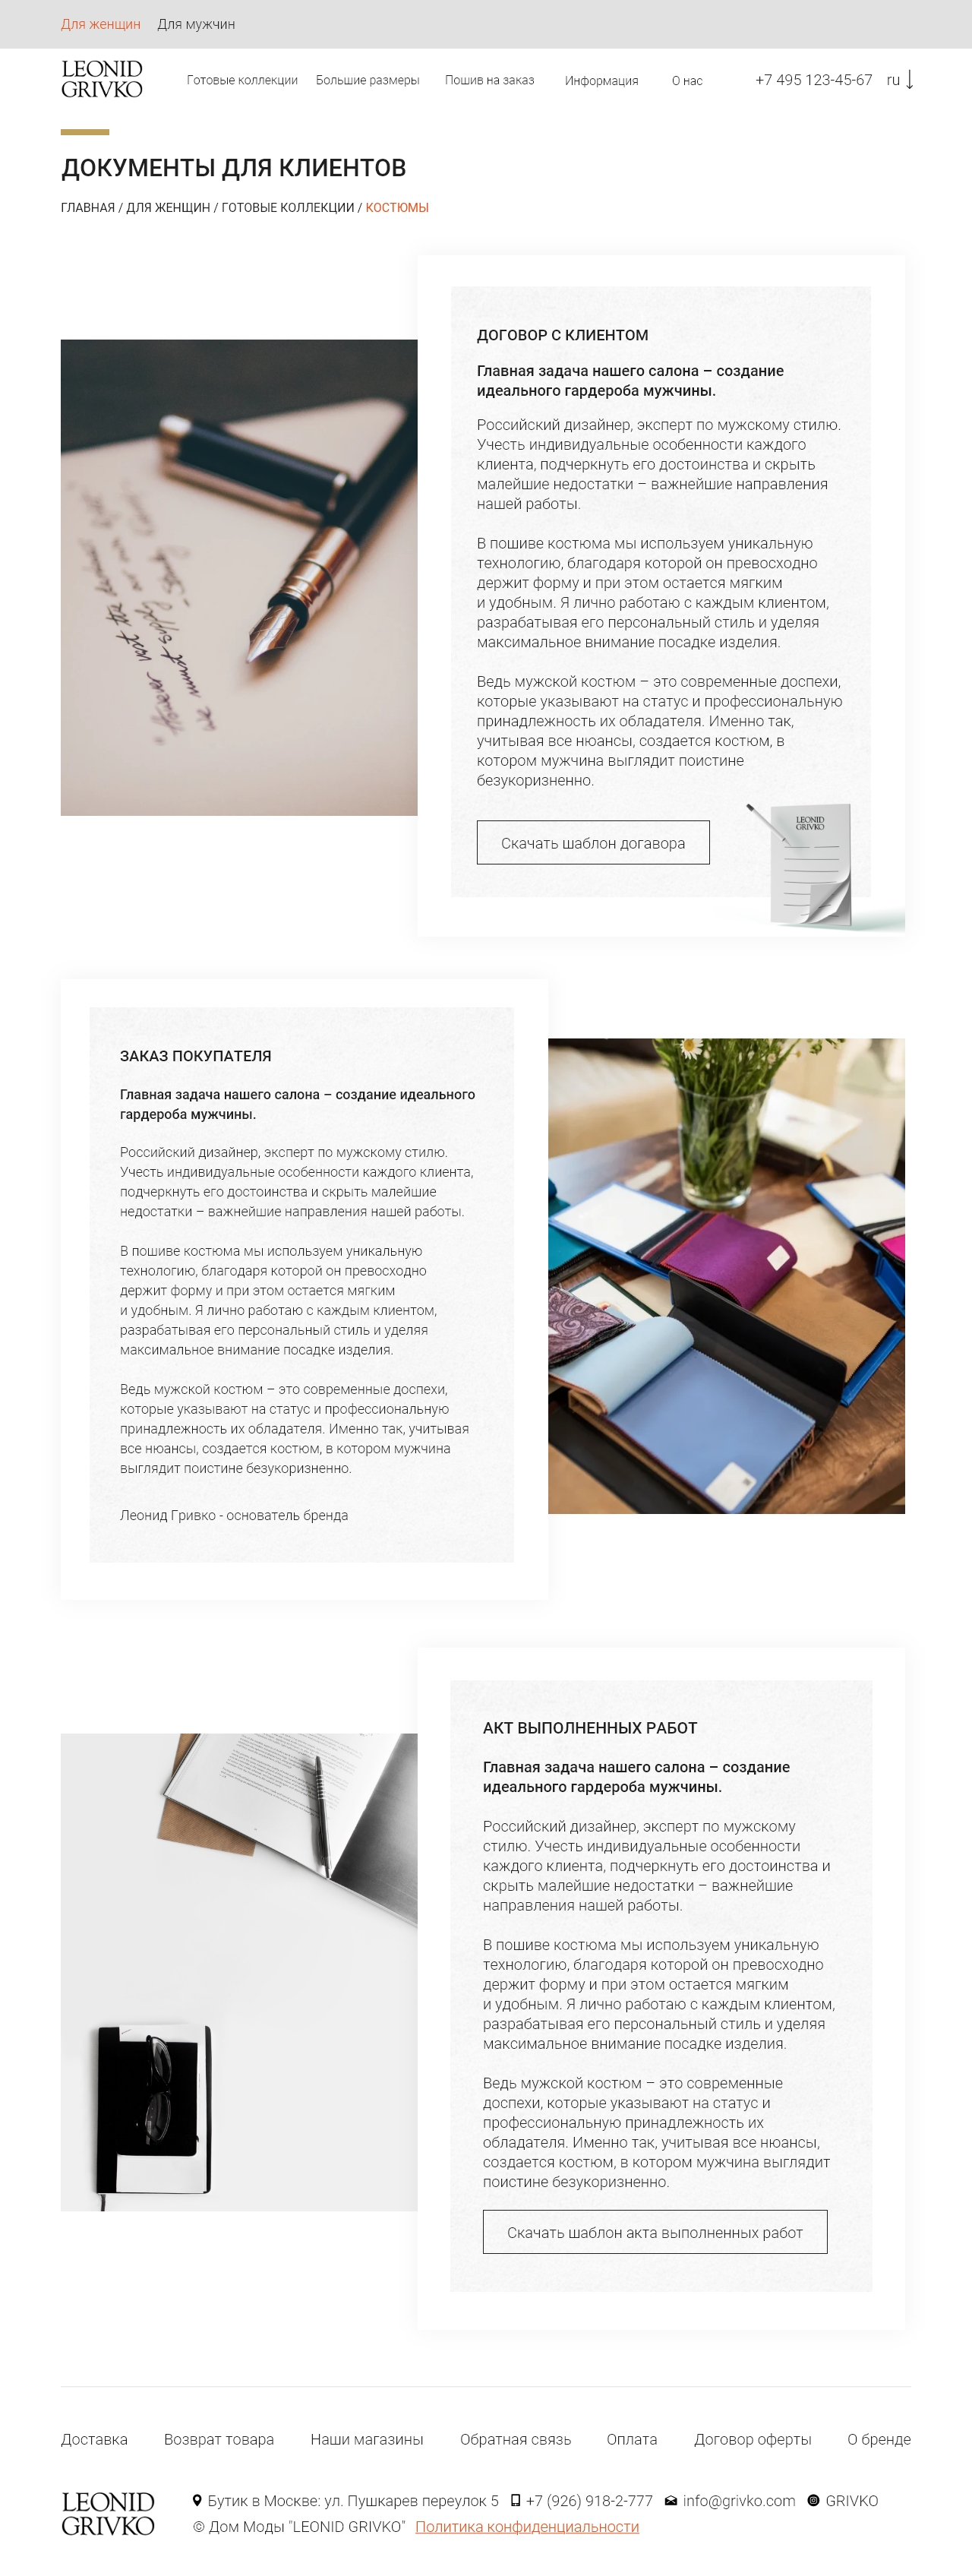 Для женщин Для мужчин
LEONID
GRIVKO
Готовые коллекции Большие размеры Пошив на заказ Информация О нас +7 495 123-45-67 ru
ДОКУМЕНТЫ ДЛЯ КЛИЕНТОВ
ГЛАВНАЯ / ДЛЯ ЖЕНЩИН / ГОТОВЫЕ КОЛЛЕКЦИИ / КОСТЮМЫ
ДОГОВОР С КЛИЕНТОМ
Главная задача нашего салона – создание
идеального гардероба мужчины.
Российский дизайнер, эксперт по мужскому стилю.
Учесть индивидуальные особенности каждого
клиента, подчеркнуть его достоинства и скрыть
малейшие недостатки – важнейшие направления
нашей работы.
В пошиве костюма мы используем уникальную
технологию, благодаря которой он превосходно
держит форму и при этом остается мягким
и удобным. Я лично работаю с каждым клиентом,
разрабатывая его персональный стиль и уделяя
максимальное внимание посадке изделия.
Ведь мужской костюм – это современные доспехи,
которые указывают на статус и профессиональную
принадлежность их обладателя. Именно так,
учитывая все нюансы, создается костюм, в
котором мужчина выглядит поистине
безукоризненно.
Скачать шаблон догавора
LEONID
GRIVKO
ЗАКАЗ ПОКУПАТЕЛЯ
Главная задача нашего салона – создание идеального
гардероба мужчины.
Российский дизайнер, эксперт по мужскому стилю.
Учесть индивидуальные особенности каждого клиента,
подчеркнуть его достоинства и скрыть малейшие
недостатки – важнейшие направления нашей работы.
В пошиве костюма мы используем уникальную
технологию, благодаря которой он превосходно
держит форму и при этом остается мягким
и удобным. Я лично работаю с каждым клиентом,
разрабатывая его персональный стиль и уделяя
максимальное внимание посадке изделия.
Ведь мужской костюм – это современные доспехи,
которые указывают на статус и профессиональную
принадлежность их обладателя. Именно так, учитывая
все нюансы, создается костюм, в котором мужчина
выглядит поистине безукоризненно.
Леонид Гривко - основатель бренда
АКТ ВЫПОЛНЕННЫХ РАБОТ
Главная задача нашего салона – создание
идеального гардероба мужчины.
Российский дизайнер, эксперт по мужскому
стилю. Учесть индивидуальные особенности
каждого клиента, подчеркнуть его достоинства и
скрыть малейшие недостатки – важнейшие
направления нашей работы.
В пошиве костюма мы используем уникальную
технологию, благодаря которой он превосходно
держит форму и при этом остается мягким
и удобным. Я лично работаю с каждым клиентом,
разрабатывая его персональный стиль и уделяя
максимальное внимание посадке изделия.
Ведь мужской костюм – это современные
доспехи, которые указывают на статус и
профессиональную принадлежность их
обладателя. Именно так, учитывая все нюансы,
создается костюм, в котором мужчина выглядит
поистине безукоризненно.
Скачать шаблон акта выполненных работ
Доставка Возврат товара Наши магазины Обратная связь Оплата Договор оферты О бренде
LEONID
GRIVKO
Бутик в Москве: ул. Пушкарев переулок 5 +7 (926) 918-2-777 info@grivko.com GRIVKO
© Дом Моды "LEONID GRIVKO" Политика конфиденциальности